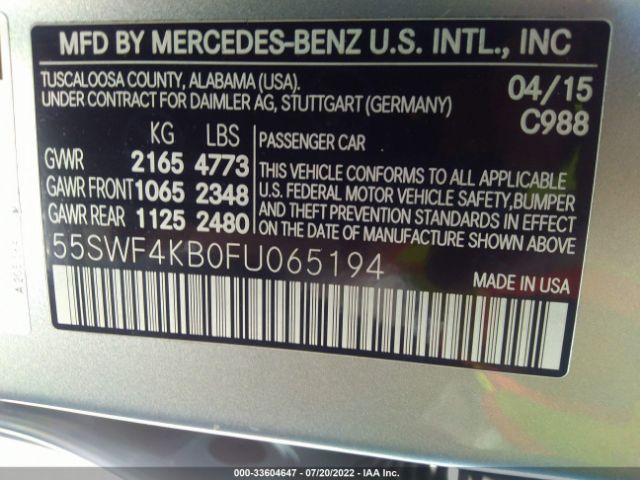 MFD BY MERCEDES-BENZ U.S. INTL., INC
TUSCALOOSA COUNTY, ALABAMA (USA).
UNDER CONTRACT FOR DAIMLER AG, STUTTGART (GERMANY)
04/15
C988
KG LBS
GVWR 2165 4773
GAWR FRONT 1065 2348
GAWR REAR 1125 2480
PASSENGER CAR
THIS VEHICLE CONFORMS TO ALL APPLICABLE
U.S. FEDERAL MOTOR VEHICLE SAFETY, BUMPER
AND THEFT PREVENTION STANDARDS IN EFFECT
ON THE DATE OF MANUFACTURE SHOWN ABOVE.
55SWF4KB0FU065194
MADE IN USA
000-33604647 - 07/20/2022 - IAA Inc.